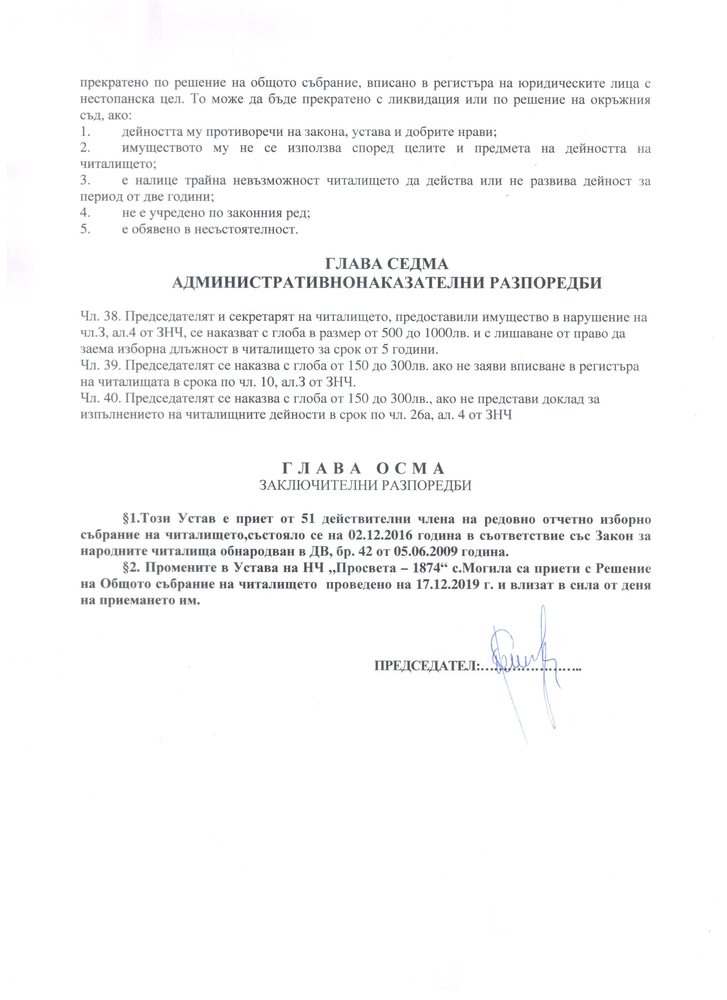 прекратено по решение на общото събрание, вписано в регистъра на юридическите лица с
нестопанска цел. То може да бъде прекратено с ликвидация или по решение на окръжния
съд, ако:
1. дейността му противоречи на закона, устава и добрите нрави;
2. имуществото му не се използва според целите и предмета на дейността на
читалището;
3. е налице трайна невъзможност читалището да действа или не развива дейност за
период от две години;
4. не е учредено по законния ред;
5. е обявено в несъстоятелност.
ГЛАВА СЕДМА
АДМИНИСТРАТИВНОНАКАЗАТЕЛНИ РАЗПОРЕДБИ
Чл. 38. Председателят и секретарят на читалището, предоставили имущество в нарушение на
чл.3, ал.4 от ЗНЧ, се наказват с глоба в размер от 500 до 1000лв. и с лишаване от право да
заема изборна длъжност в читалището за срок от 5 години.
Чл. 39. Председателят се наказва с глоба от 150 до 300лв. ако не заяви вписване в регистъра
на читалищата в срока по чл. 10, ал.3 от ЗНЧ.
Чл. 40. Председателят се наказва с глоба от 150 до 300лв., ако не представи доклад за
изпълнението на читалищните дейности в срок по чл. 26а, ал. 4 от ЗНЧ
Г Л А В А О С М А
ЗАКЛЮЧИТЕЛНИ РАЗПОРЕДБИ
§1.Този Устав е приет от 51 действителни члена на редовно отчетно изборно
събрание на читалището,състояло се на 02.12.2016 година в съответствие със Закон за
народните читалища обнародван в ДВ, бр. 42 от 05.06.2009 година.
§2. Промените в Устава на НЧ „Просвета – 1874“ с.Могила са приети с Решение
на Общото събрание на читалището проведено на 17.12.2019 г. и влизат в сила от деня
на приемането им.
ПРЕДСЕДАТЕЛ:……………………..